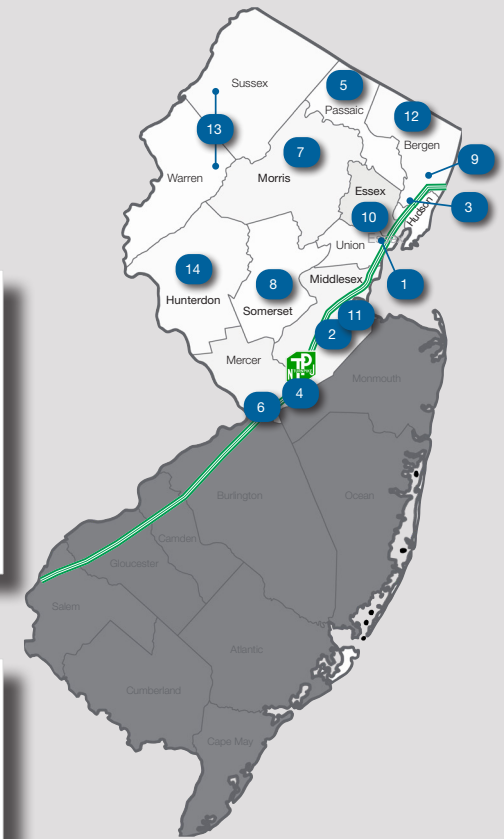 Sussex
5
Passaic
12
Bergen
13
7
9
Warren
Morris
Essex
3
Hudson
10
Union
14
Hunterdon
8
Somerset
Middlesex
1
11
2
Mercer
TP
N J
4
Monmouth
6
Burlington
Ocean
Camden
Gloucester
Salem
Atlantic
Cumberland
Cape May